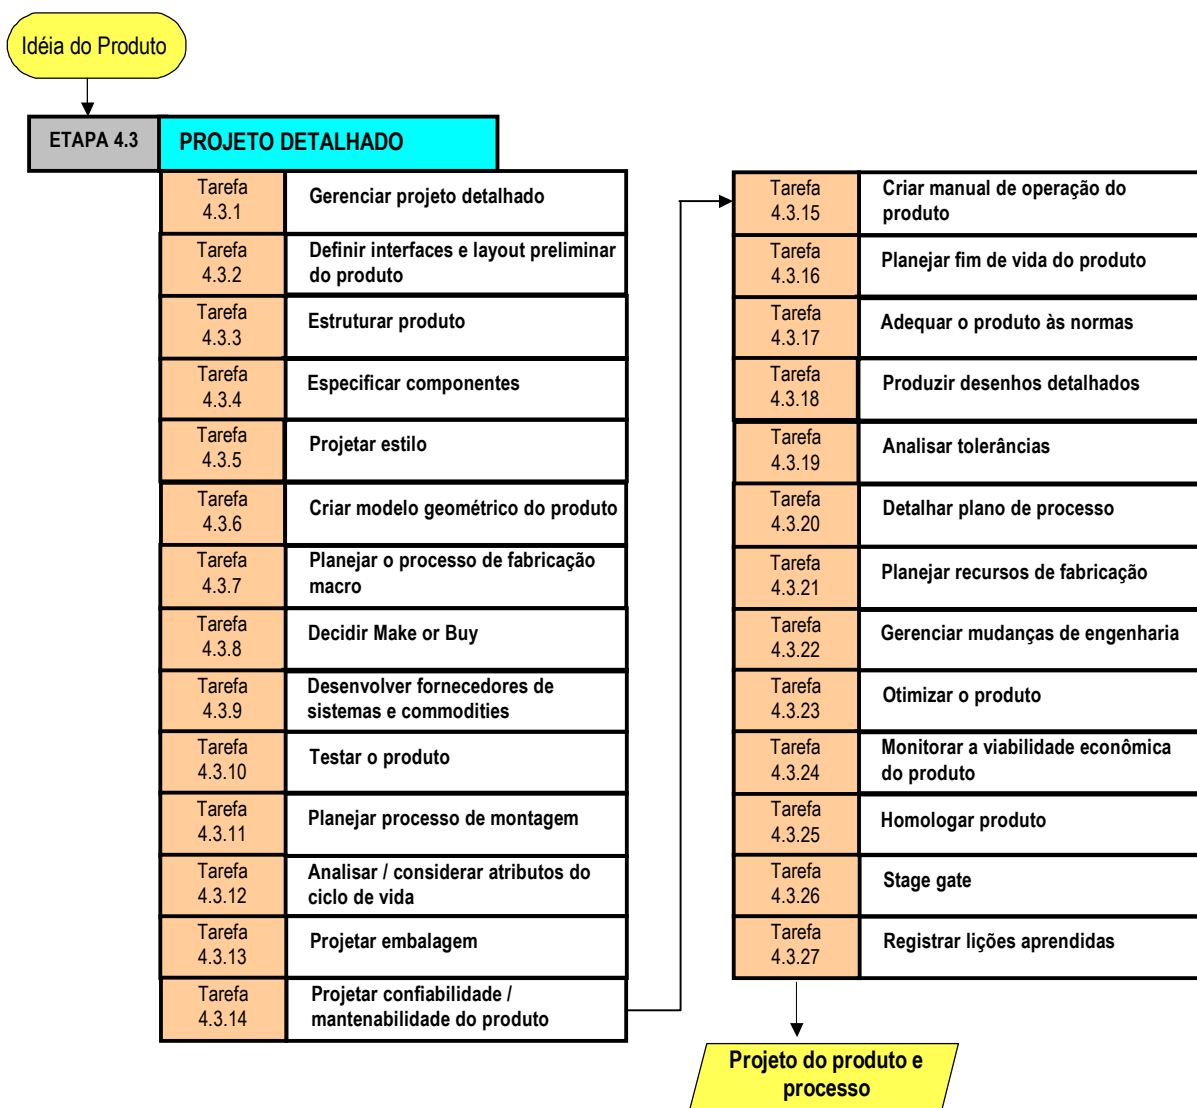 Idéia do Produto
ETAPA 4.3
PROJETO DETALHADO
Tarefa
4.3.1
Gerenciar projeto detalhado
Tarefa
4.3.2
Definir interfaces e layout preliminar
do produto
Tarefa
4.3.3
Estruturar produto
Tarefa
4.3.4
Especificar componentes
Tarefa
4.3.5
Projetar estilo
Tarefa
4.3.6
Criar modelo geométrico do produto
Tarefa
4.3.7
Planejar o processo de fabricação
macro
Tarefa
4.3.8
Decidir Make or Buy
Tarefa
4.3.9
Desenvolver fornecedores de
sistemas e commodities
Tarefa
4.3.10
Testar o produto
Tarefa
4.3.11
Planejar processo de montagem
Tarefa
4.3.12
Analisar / considerar atributos do
ciclo de vida
Tarefa
4.3.13
Projetar embalagem
Tarefa
4.3.14
Projetar confiabilidade /
mantenabilidade do produto
Tarefa
4.3.15
Criar manual de operação do
produto
Tarefa
4.3.16
Planejar fim de vida do produto
Tarefa
4.3.17
Adequar o produto às normas
Tarefa
4.3.18
Produzir desenhos detalhados
Tarefa
4.3.19
Analisar tolerâncias
Tarefa
4.3.20
Detalhar plano de processo
Tarefa
4.3.21
Planejar recursos de fabricação
Tarefa
4.3.22
Gerenciar mudanças de engenharia
Tarefa
4.3.23
Otimizar o produto
Tarefa
4.3.24
Monitorar a viabilidade econômica
do produto
Tarefa
4.3.25
Homologar produto
Tarefa
4.3.26
Stage gate
Tarefa
4.3.27
Registrar lições aprendidas
Projeto do produto e
processo